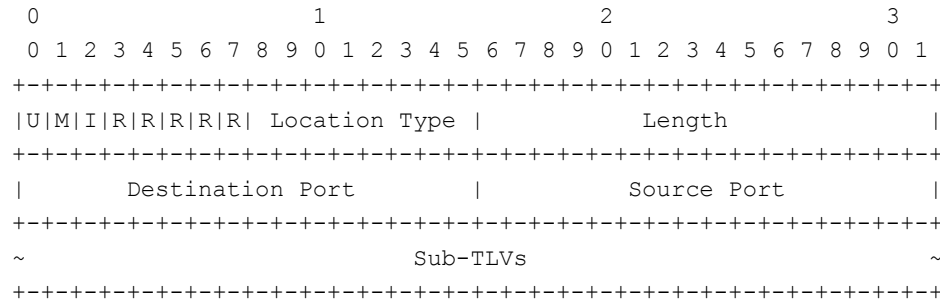 0                   1                   2                   3
 0 1 2 3 4 5 6 7 8 9 0 1 2 3 4 5 6 7 8 9 0 1 2 3 4 5 6 7 8 9 0 1
+-+-+-+-+-+-+-+-+-+-+-+-+-+-+-+-+-+-+-+-+-+-+-+-+-+-+-+-+-+-+-+-+
|U|M|I|R|R|R|R|R| Location Type |           Length              |
+-+-+-+-+-+-+-+-+-+-+-+-+-+-+-+-+-+-+-+-+-+-+-+-+-+-+-+-+-+-+-+-+
|       Destination Port        |          Source Port          |
+-+-+-+-+-+-+-+-+-+-+-+-+-+-+-+-+-+-+-+-+-+-+-+-+-+-+-+-+-+-+-+-+
~                           Sub-TLVs                            ~
+-+-+-+-+-+-+-+-+-+-+-+-+-+-+-+-+-+-+-+-+-+-+-+-+-+-+-+-+-+-+-+-+